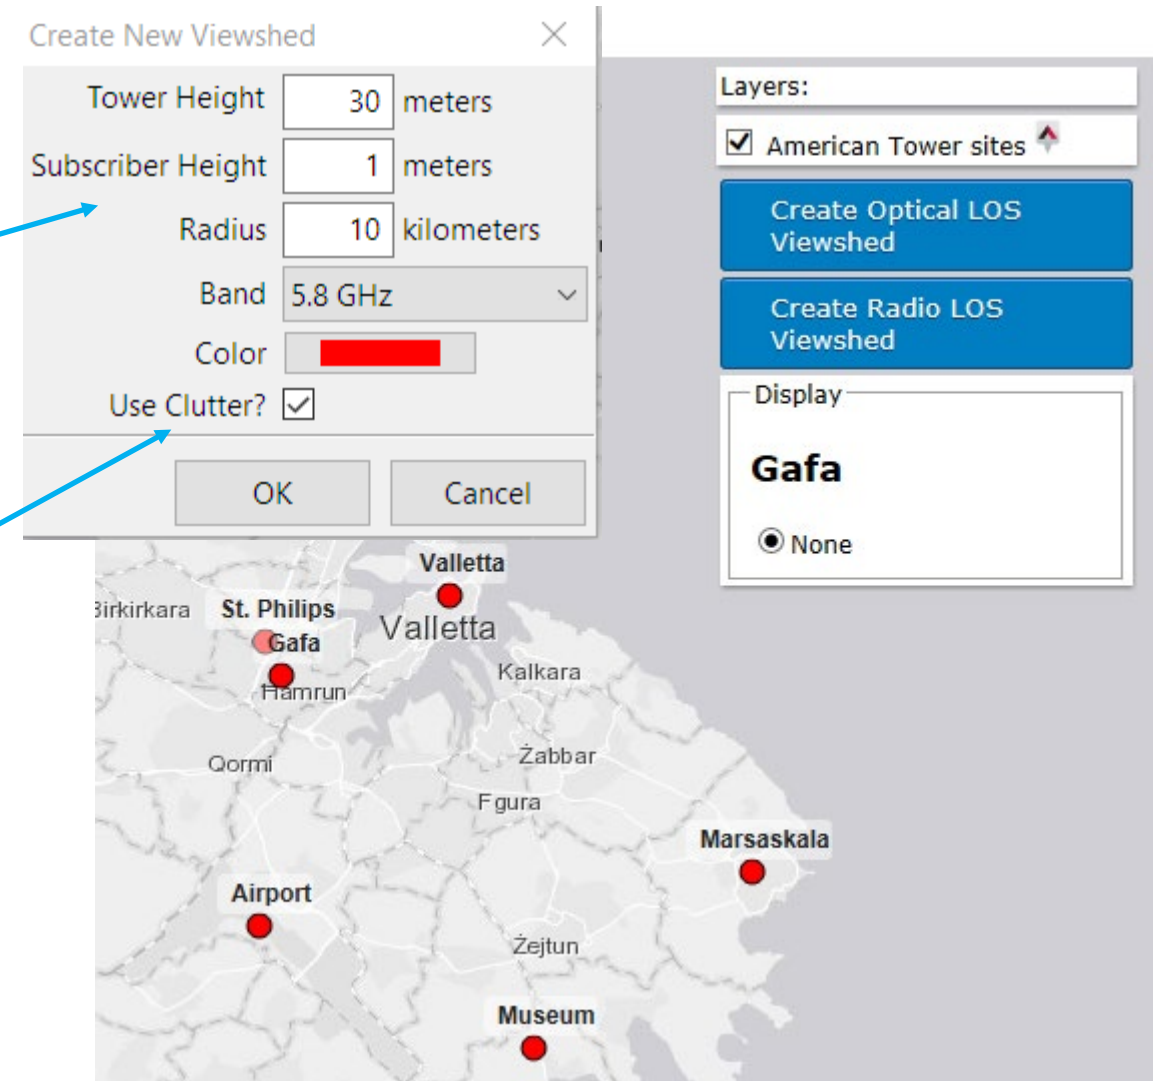 Create New Viewshed
Tower Height 30 meters
Subscriber Height 1 meters
Radius 10 kilometers
Band 5.8 GHz
Color
Use Clutter?
OK Cancel
Layers:
American Tower sites
Create Optical LOS
Viewshed
Create Radio LOS
Viewshed
Display
Gafa
None
Valletta
Birkirkara St. Philips
Valletta
Gafa
Kalkara
Ħamrun
Qormi
Żabbar
Fgura
Marsaskala
Airport
Żejtun
Museum